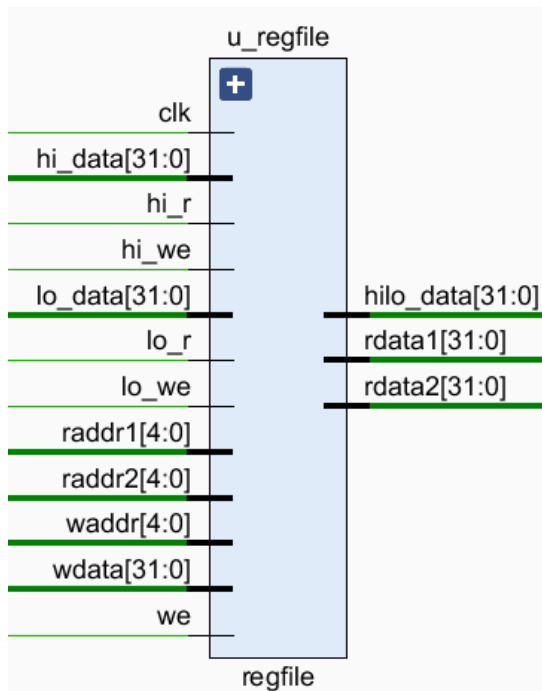 u_regfile
clk
hi_data[31:0]
hi_r
hi_we
lo_data[31:0]
hilo_data[31:0]
lo_r
rdata1[31:0]
lo_we
rdata2[31:0]
raddr1[4:0]
raddr2[4:0]
waddr[4:0]
wdata[31:0]
we
regfile